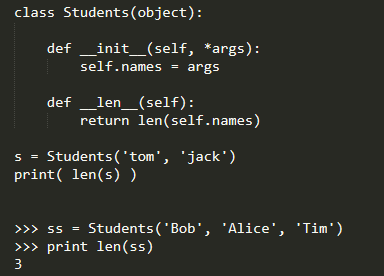 class Students(object):
    def __init__(self, *args):
        self.names = args
    def __len__(self):
        return len(self.names)
s = Students('tom', 'jack')
print( len(s) )
>>> ss = Students('Bob', 'Alice', 'Tim')
>>> print len(ss)
3